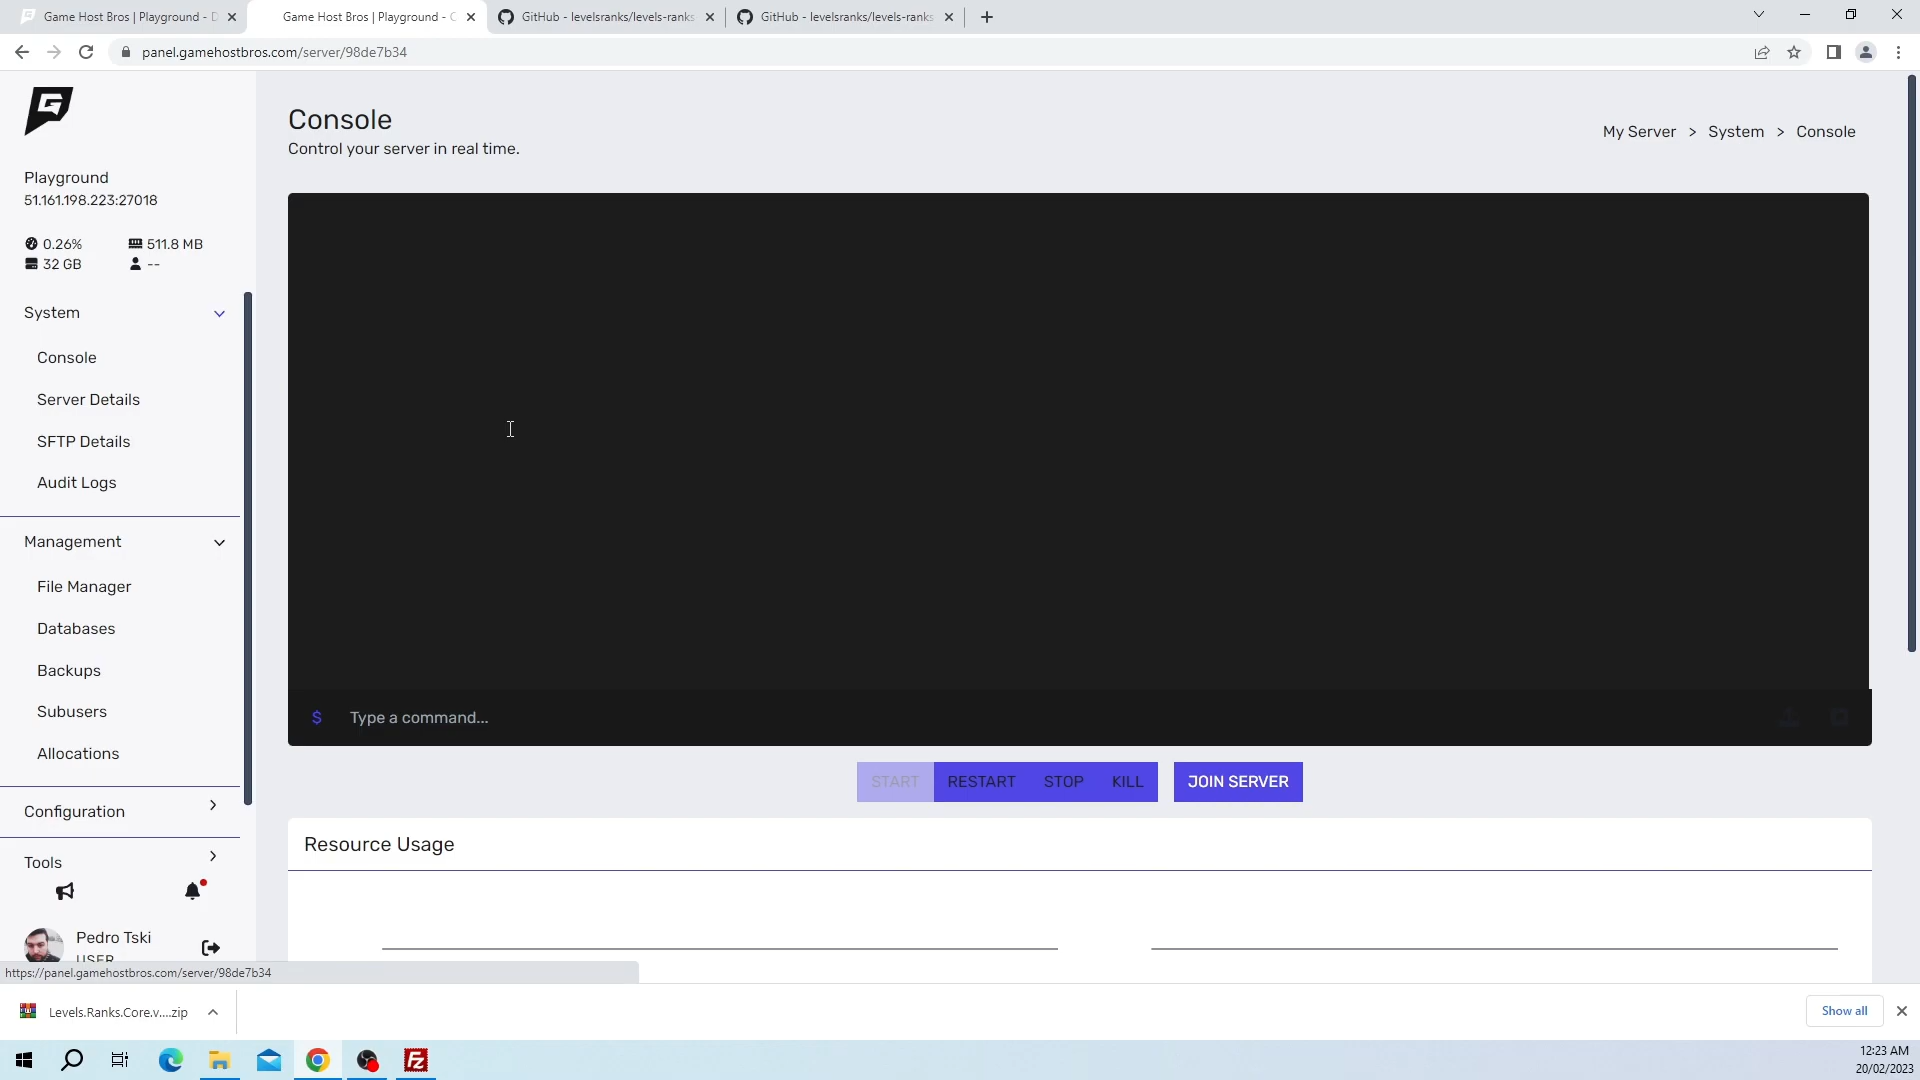 Game Host Bros | Playground - D
Game Host Bros | Playground - C
GitHub - levelsranks/levels-ranks
GitHub - levelsranks/levels-ranks
panel.gamehostbros.com/server/98de7b34
Playground
51.161.198.223:27018
0.26%
511.8 MB
32 GB
--
System
Console
Server Details
SFTP Details
Audit Logs
Management
File Manager
Databases
Backups
Subusers
Allocations
Configuration
Tools
Pedro Tski
USER
Console
Control your server in real time.
My Server > System > Console
$ Type a command...
START RESTART STOP KILL JOIN SERVER
Resource Usage
https://panel.gamehostbros.com/server/98de7b34
Levels.Ranks.Core.v....zip
Show all
12:23 AM
20/02/2023